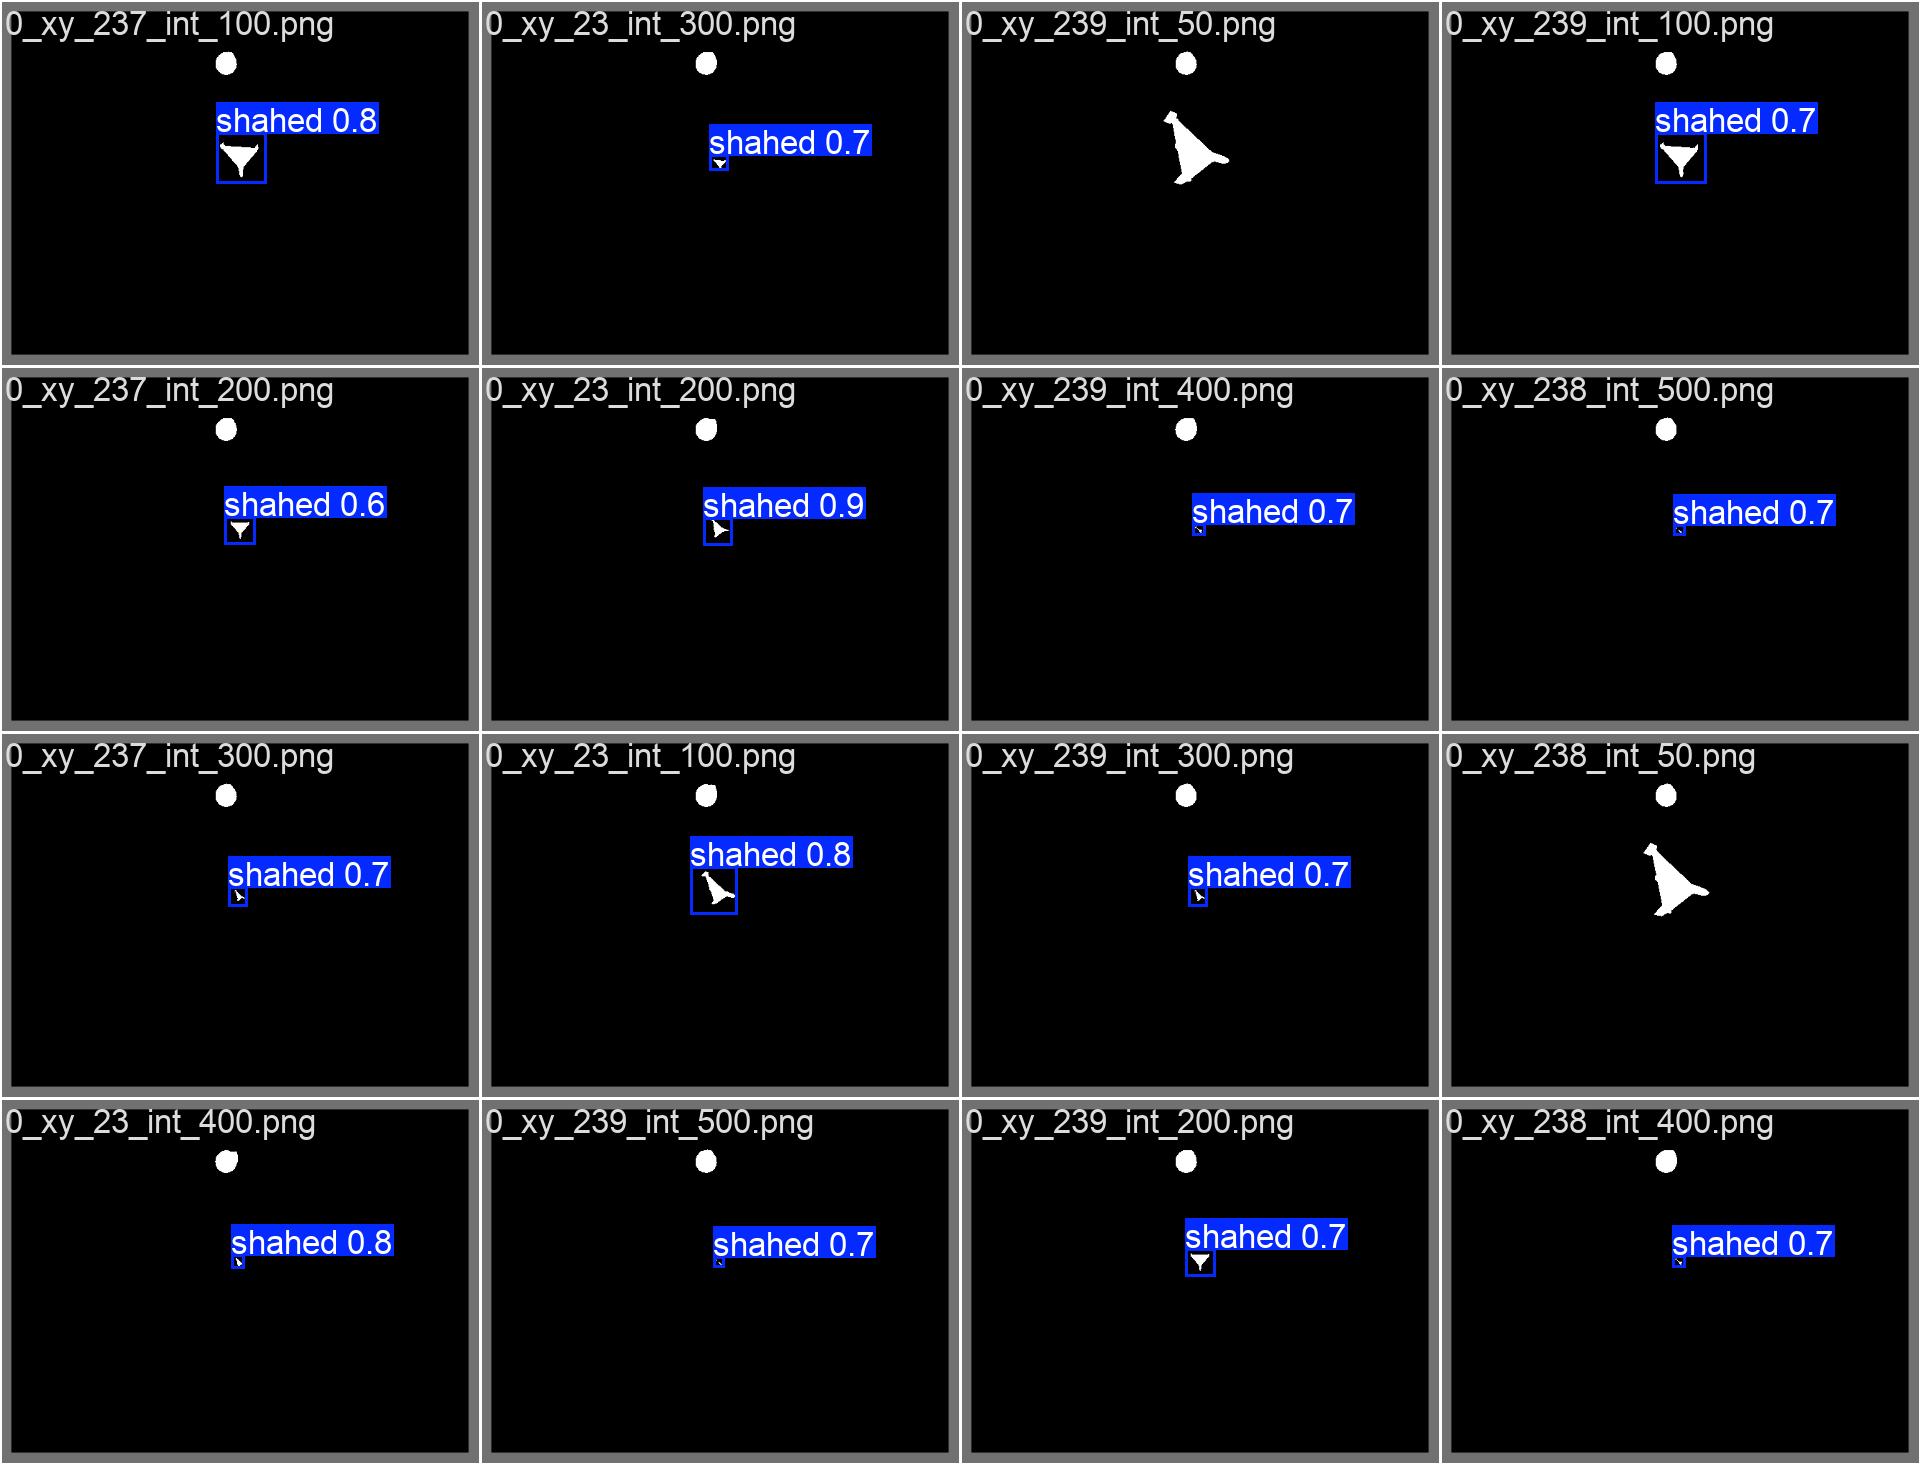 0_xy_237_int_100.png
shahed 0.8
0_xy_23_int_300.png
shahed 0.7
0_xy_239_int_50.png
0_xy_239_int_100.png
shahed 0.7
0_xy_237_int_200.png
shahed 0.6
0_xy_23_int_200.png
shahed 0.9
0_xy_239_int_400.png
shahed 0.7
0_xy_238_int_500.png
shahed 0.7
0_xy_237_int_300.png
shahed 0.7
0_xy_23_int_100.png
shahed 0.8
0_xy_239_int_300.png
shahed 0.7
0_xy_238_int_50.png
0_xy_23_int_400.png
shahed 0.8
0_xy_239_int_500.png
shahed 0.7
0_xy_239_int_200.png
shahed 0.7
0_xy_238_int_400.png
shahed 0.7